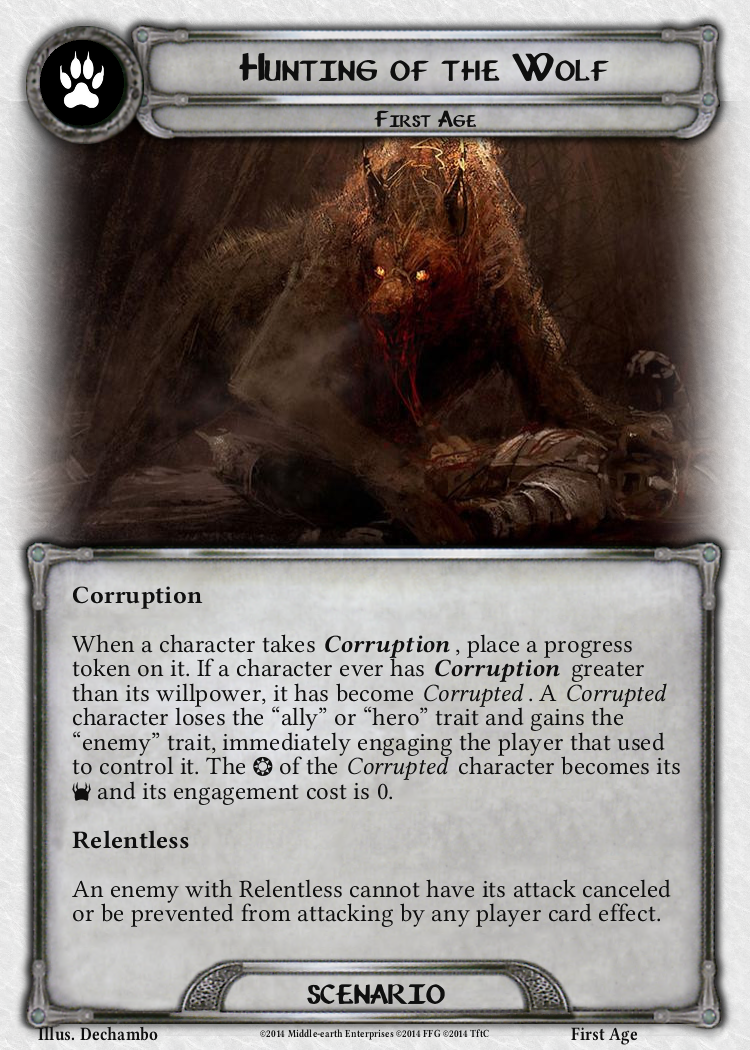 Hunting of the Wolf
First Age
Corruption
When a character takes Corruption, place a progress
token on it. If a character ever has Corruption greater
than its willpower, it has become Corrupted. A Corrupted
character loses the “ally” or “hero” trait and gains the
“enemy” trait, immediately engaging the player that used
to control it. The of the Corrupted character becomes its
and its engagement cost is 0.
Relentless
An enemy with Relentless cannot have its attack canceled
or be prevented from attacking by any player card effect.
SCENARIO
Illus. Dechambo
©2014 Middle-earth Enterprises ©2014 FFG ©2014 TftC
First Age